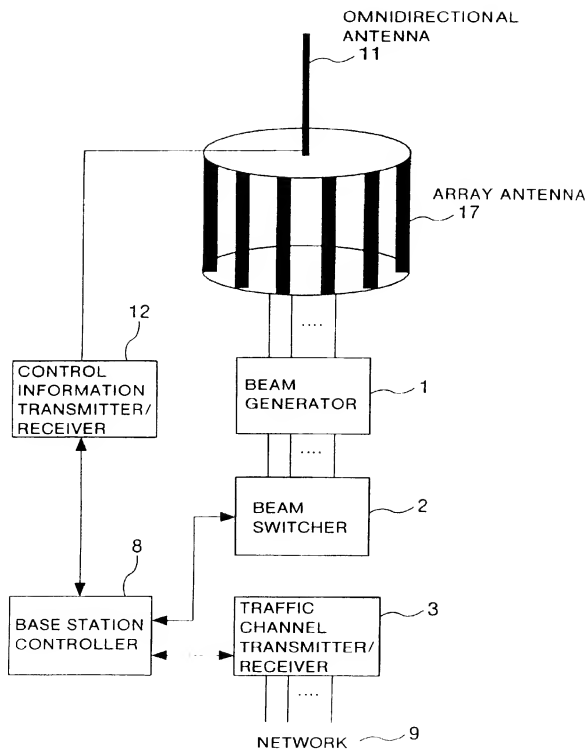 OMNIDIRECTIONAL
ANTENNA
11
ARRAY ANTENNA
17
12
CONTROL
INFORMATION
TRANSMITTER/
RECEIVER
....
BEAM
GENERATOR
1
....
BEAM
SWITCHER
2
8
BASE STATION
CONTROLLER
TRAFFIC
CHANNEL
TRANSMITTER/
RECEIVER
3
....
NETWORK
9